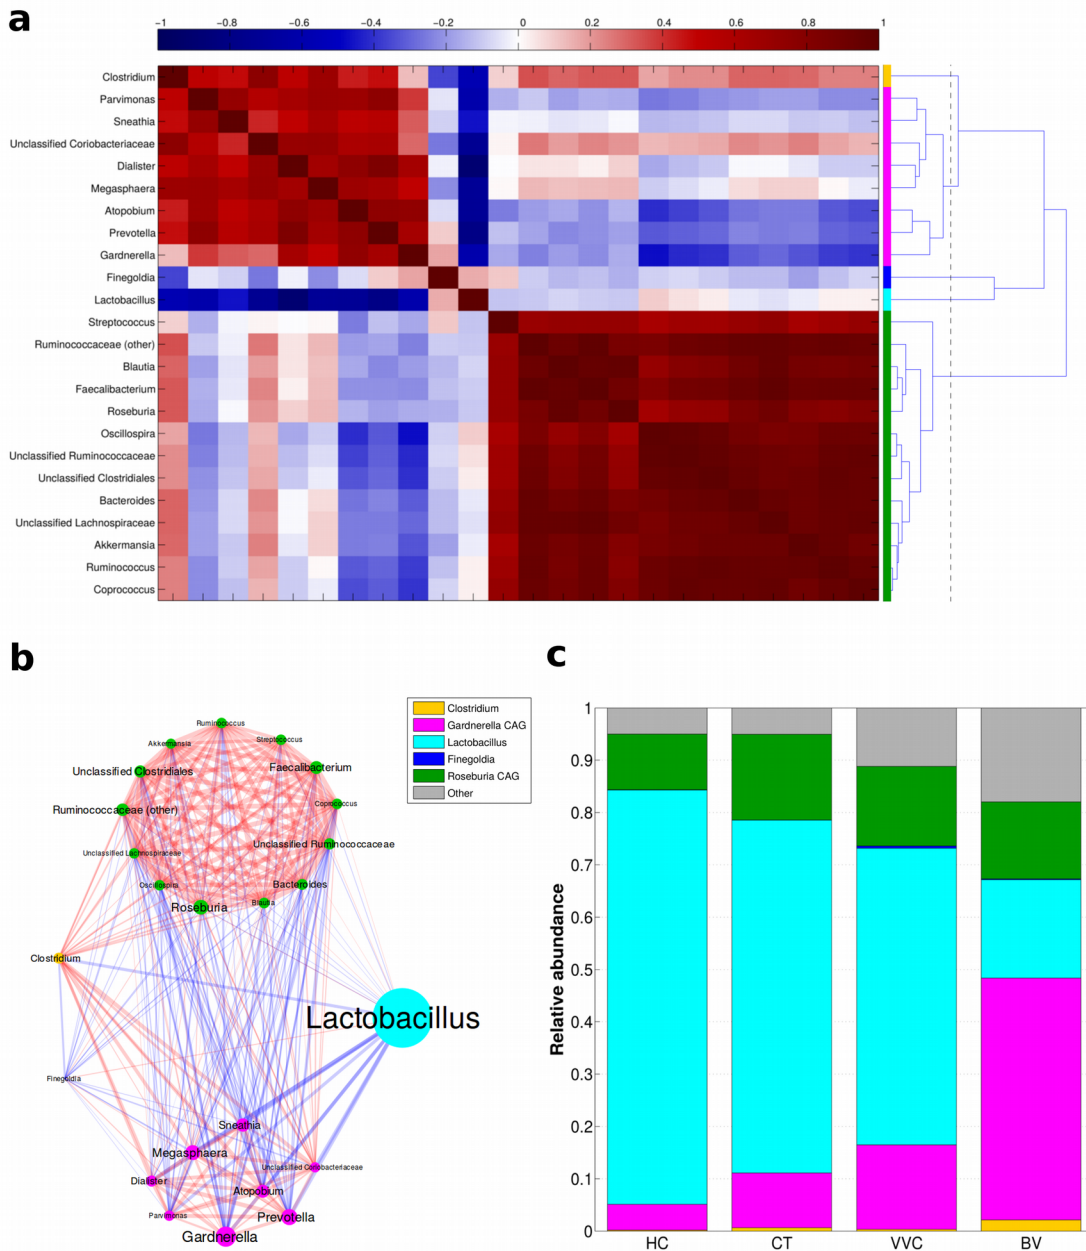 a
−1 −0.8 −0.6 −0.4 −0.2 0 0.2 0.4 0.6 0.8 1
Clostridium
Parvimonas
Sneathia
Unclassified Coriobacteriaceae
Dialister
Megasphaera
Atopobium
Prevotella
Gardnerella
Finegoldia
Lactobacillus
Streptococcus
Ruminococcaceae (other)
Blautia
Faecalibacterium
Roseburia
Oscillospira
Unclassified Ruminococcaceae
Unclassified Clostridiales
Bacteroides
Unclassified Lachnospiraceae
Akkermansia
Ruminococcus
Coprococcus
b
Ruminococcus
Streptococcus
Akkermansia
Faecalibacterium
Unclassified Clostridiales
Coprococcus
Ruminococcaceae (other)
Unclassified Ruminococcaceae
Unclassified Lachnospiraceae
Oscillospira
Bacteroides
Blautia
Roseburia
Clostridium
Lactobacillus
Finegoldia
Sneathia
Megasphaera
Unclassified Coriobacteriaceae
Dialister
Atopobium
Parvimonas
Prevotella
Gardnerella
c
Clostridium
Gardnerella CAG
Lactobacillus
Finegoldia
Roseburia CAG
Other
Relative abundance
1
0.9
0.8
0.7
0.6
0.5
0.4
0.3
0.2
0.1
0
HC CT VVC BV